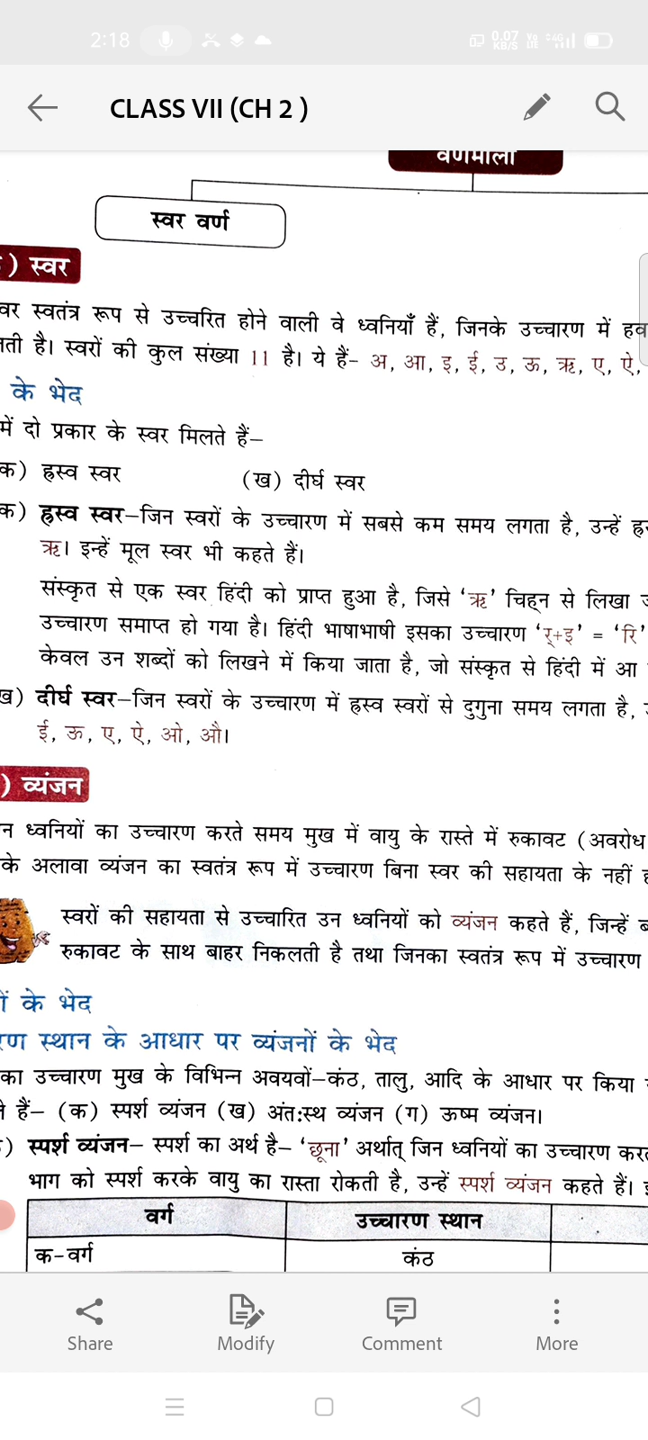 2:18
0.07 KB/S
CLASS VII (CH 2 )
वर्णमाला
स्वर वर्ण
) स्वर
स्वतंत्र रूप से उच्चरित होने वाली वे ध्वनियाँ हैं, जिनके उच्चारण में
है। स्वरों की कुल संख्या 11 है। ये हैं- अ, आ, इ, ई, उ, ऊ, ऋ, ए, ऐ,
के भेद
में दो प्रकार के स्वर मिलते हैं–
क) ह्रस्व स्वर (ख) दीर्घ स्वर
क) ह्रस्व स्वर–जिन स्वरों के उच्चारण में सबसे कम समय लगता है, उन्हें
ऋ। इन्हें मूल स्वर भी कहते हैं।
संस्कृत से एक स्वर हिंदी को प्राप्त हुआ है, जिसे ‘ऋ’ चिह्न से लिखा
उच्चारण समाप्त हो गया है। हिंदी भाषाभाषी इसका उच्चारण ‘र्+इ’ = ‘रि’
केवल उन शब्दों को लिखने में किया जाता है, जो संस्कृत से हिंदी में आ
ख) दीर्घ स्वर–जिन स्वरों के उच्चारण में ह्रस्व स्वरों से दुगुना समय लगता है,
ई, ऊ, ए, ऐ, ओ, औ।
) व्यंजन
न ध्वनियों का उच्चारण करते समय मुख में वायु के रास्ते में रुकावट (अवरोध
के अलावा व्यंजन का स्वतंत्र रूप में उच्चारण बिना स्वर की सहायता के नहीं
स्वरों की सहायता से उच्चारित उन ध्वनियों को व्यंजन कहते हैं, जिन्हें
रुकावट के साथ बाहर निकलती है तथा जिनका स्वतंत्र रूप में उच्चारण
के भेद
स्थान के आधार पर व्यंजनों के भेद
का उच्चारण मुख के विभिन्न अवयवों–कंठ, तालु, आदि के आधार पर किया
हैं– (क) स्पर्श व्यंजन (ख) अंत:स्थ व्यंजन (ग) ऊष्म व्यंजन।
) स्पर्श व्यंजन– स्पर्श का अर्थ है– ‘छूना’ अर्थात् जिन ध्वनियों का उच्चारण
भाग को स्पर्श करके वायु का रास्ता रोकती है, उन्हें स्पर्श व्यंजन कहते हैं।
वर्ग उच्चारण स्थान
क-वर्ग कंठ
Share Modify Comment More